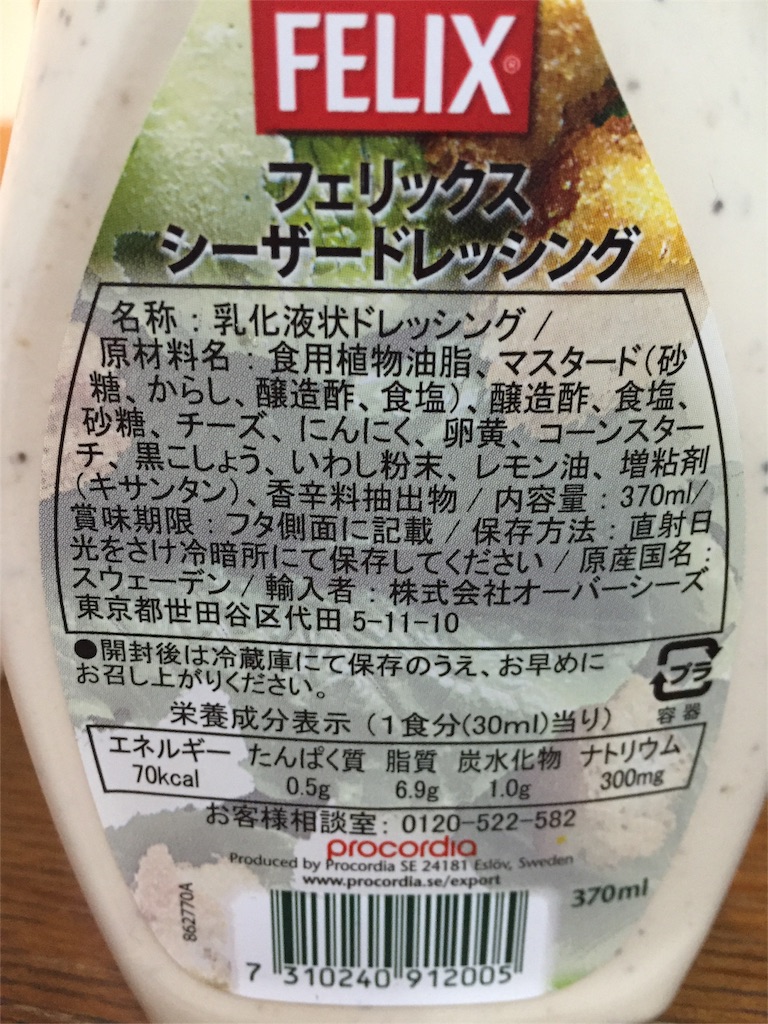 FELIX®
フェリックス
シーザードレッシング
名称 : 乳化液状ドレッシング /
原材料名 : 食用植物油脂、マスタード(砂
糖、からし、醸造酢、食塩)、醸造酢、食塩、
砂糖、チーズ、にんにく、卵黄、コーンスター
チ、黒こしょう、いわし粉末、レモン油、増粘剤
(キサンタン)、香辛料抽出物 / 内容量 : 370ml/
賞味期限 : フタ側面に記載 / 保存方法 : 直射日
光をさけ冷暗所にて保存してください / 原産国名 :
スウェーデン / 輸入者 : 株式会社オーバーシーズ
東京都世田谷区代田 5-11-10
●開封後は冷蔵庫にて保存のうえ、お早めに
お召し上がりください。
プラ
容器
栄養成分表示 (1食分(30ml)当り)
エネルギー たんぱく質 脂質 炭水化物 ナトリウム
70kcal 0.5g 6.9g 1.0g 300mg
お客様相談室: 0120-522-582
procordia
Produced by Procordia SE 24181 Eslöv, Sweden
www.procordia.se/export
862770A
370ml
7 310240 912005